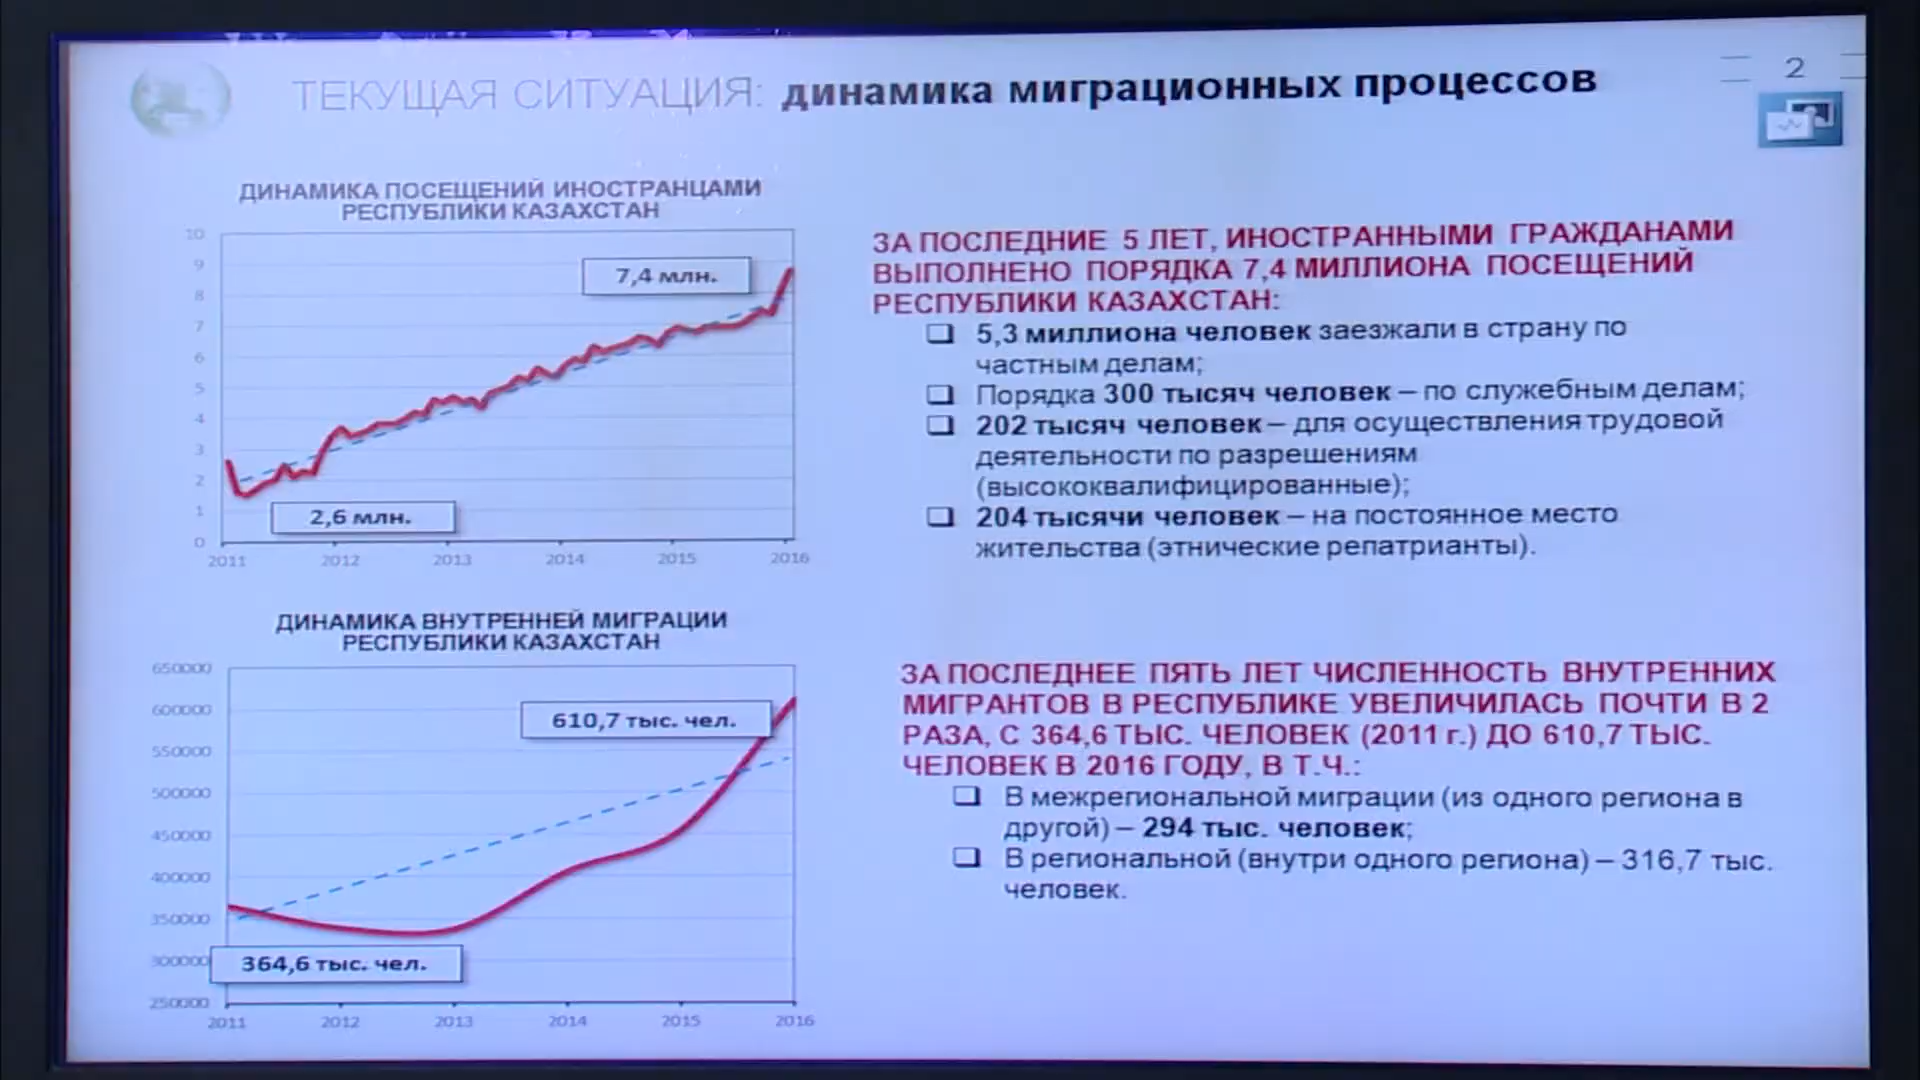 ТЕКУЩАЯ СИТУАЦИЯ: динамика миграционных процессов
2
ДИНАМИКА ПОСЕЩЕНИЙ ИНОСТРАНЦАМИ
РЕСПУБЛИКИ КАЗАХСТАН
10
9
8
7
6
5
4
3
2
1
0
7,4 млн.
2,6 млн.
2011 2012 2013 2014 2015 2016
ЗА ПОСЛЕДНИЕ 5 ЛЕТ, ИНОСТРАННЫМИ ГРАЖДАНАМИ
ВЫПОЛНЕНО ПОРЯДКА 7,4 МИЛЛИОНА ПОСЕЩЕНИЙ
РЕСПУБЛИКИ КАЗАХСТАН:
5,3 миллиона человек заезжали в страну по
частным делам;
Порядка 300 тысяч человек – по служебным делам;
202 тысяч человек – для осуществления трудовой
деятельности по разрешениям
(высококвалифицированные);
204 тысячи человек – на постоянное место
жительства (этнические репатрианты).
ДИНАМИКА ВНУТРЕННЕЙ МИГРАЦИИ
РЕСПУБЛИКИ КАЗАХСТАН
650000
600000
550000
500000
450000
400000
350000
300000
250000
610,7 тыс. чел.
364,6 тыс. чел.
2011 2012 2013 2014 2015 2016
ЗА ПОСЛЕДНЕЕ ПЯТЬ ЛЕТ ЧИСЛЕННОСТЬ ВНУТРЕННИХ
МИГРАНТОВ В РЕСПУБЛИКЕ УВЕЛИЧИЛАСЬ ПОЧТИ В 2
РАЗА, С 364,6 ТЫС. ЧЕЛОВЕК (2011 г.) ДО 610,7 ТЫС.
ЧЕЛОВЕК В 2016 ГОДУ, В Т.Ч.:
В межрегиональной миграции (из одного региона в
другой) – 294 тыс. человек;
В региональной (внутри одного региона) – 316,7 тыс.
человек.